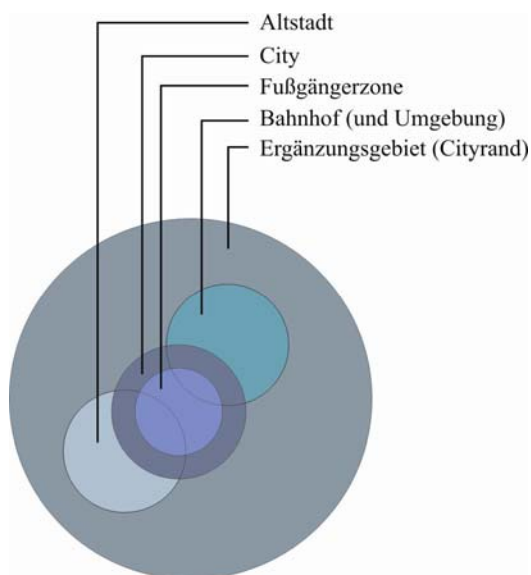 Altstadt
City
Fußgängerzone
Bahnhof (und Umgebung)
Ergänzungsgebiet (Cityrand)